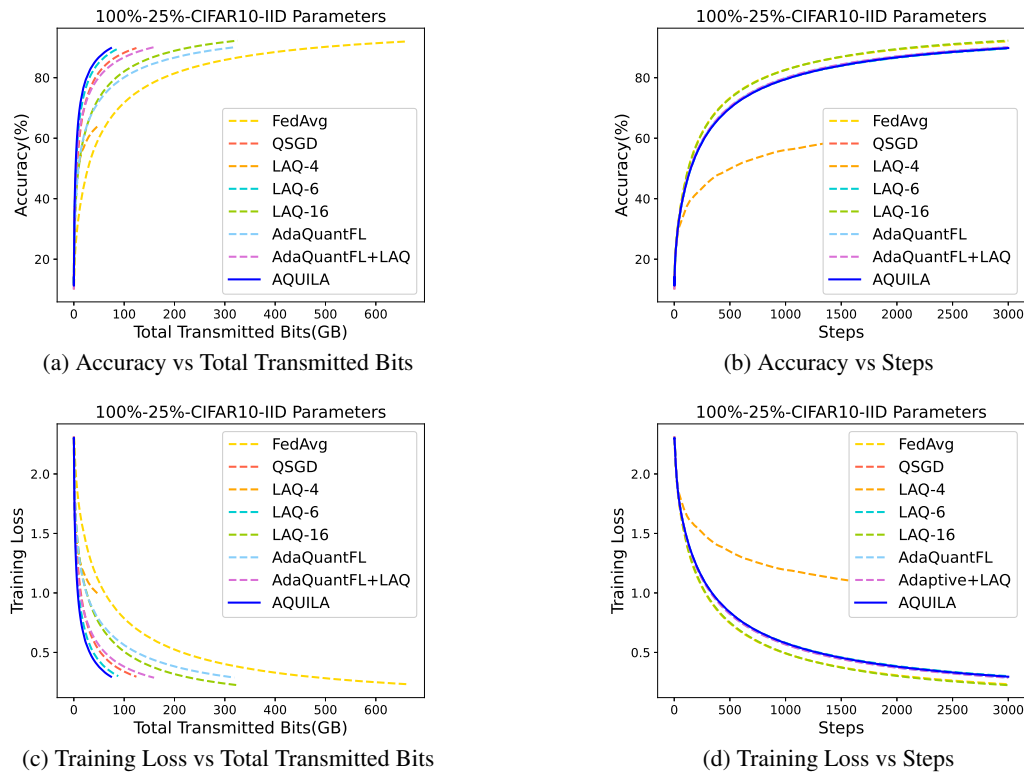 100%-25%-CIFAR10-IID Parameters
Accuracy(%)
80
60
40
20
FedAvg
QSGD
LAQ-4
LAQ-6
LAQ-16
AdaQuantFL
AdaQuantFL+LAQ
AQUILA
0 100 200 300 400 500 600
Total Transmitted Bits(GB)
(a) Accuracy vs Total Transmitted Bits
100%-25%-CIFAR10-IID Parameters
Accuracy(%)
80
60
40
20
FedAvg
QSGD
LAQ-4
LAQ-6
LAQ-16
AdaQuantFL
AdaQuantFL+LAQ
AQUILA
0 500 1000 1500 2000 2500 3000
Steps
(b) Accuracy vs Steps
100%-25%-CIFAR10-IID Parameters
Training Loss
2.0
1.5
1.0
0.5
FedAvg
QSGD
LAQ-4
LAQ-6
LAQ-16
AdaQuantFL
AdaQuantFL+LAQ
AQUILA
0 100 200 300 400 500 600
Total Transmitted Bits(GB)
(c) Training Loss vs Total Transmitted Bits
100%-25%-CIFAR10-IID Parameters
Training Loss
2.0
1.5
1.0
0.5
FedAvg
QSGD
LAQ-4
LAQ-6
LAQ-16
AdaQuantFL
Adaptive+LAQ
AQUILA
0 500 1000 1500 2000 2500 3000
Steps
(d) Training Loss vs Steps